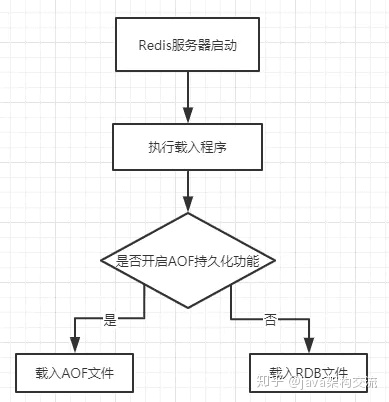 Redis服务器启动
执行载入程序
是否开启AOF持久化功能
是
否
载入AOF文件
载入RDB文件
知乎 @java架构交流